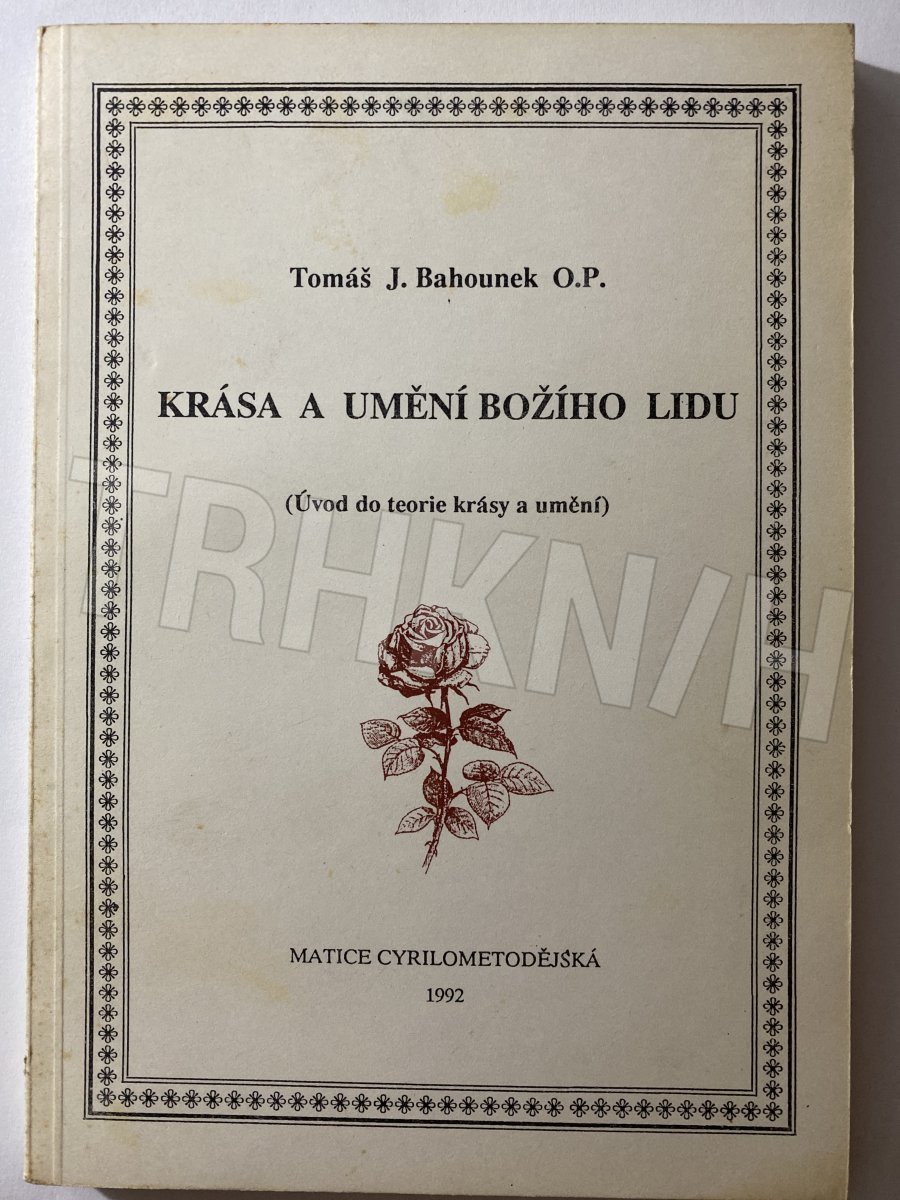 Tomáš J. Bahounek O.P.
KRÁSA A UMĚNÍ BOŽÍHO LIDU
(Úvod do teorie krásy a umění)
TRHKNIH
MATICE CYRILOMETODĚJSKÁ
1992